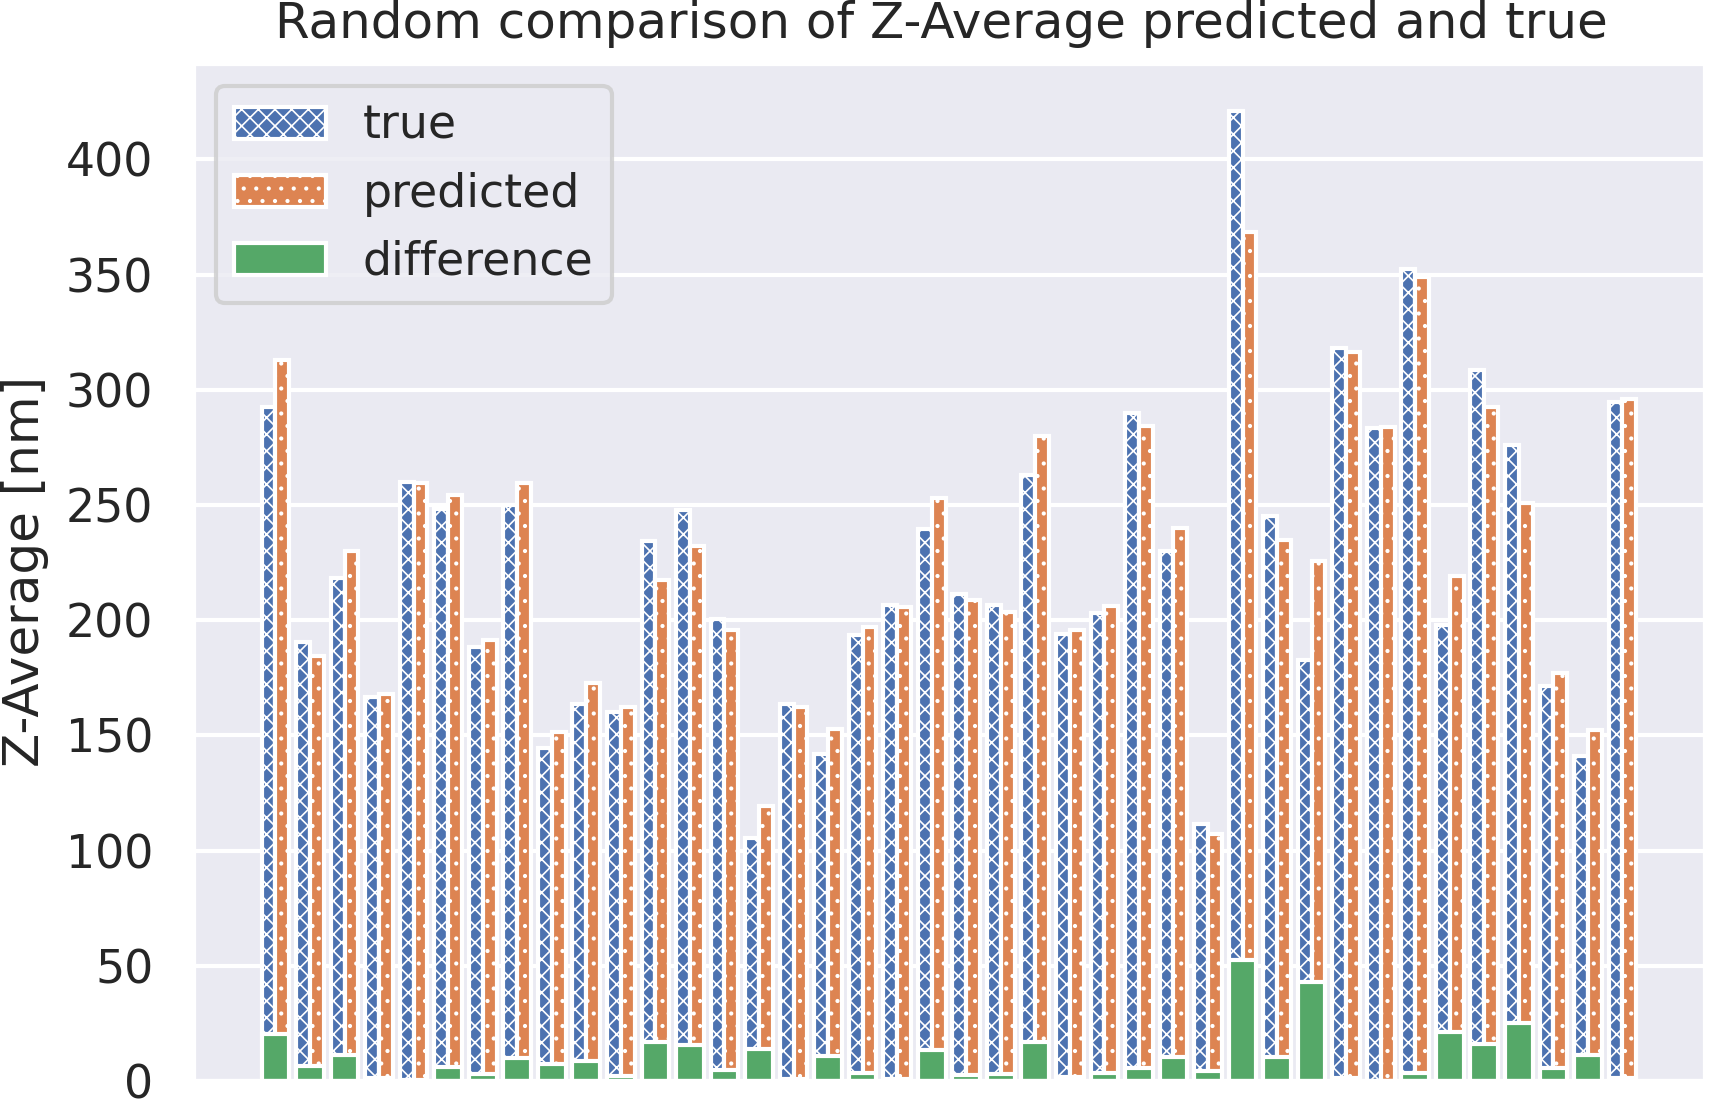 Random comparison of Z-Average predicted and true
true
predicted
difference
Z-Average [nm]
400
350
300
250
200
150
100
50
0